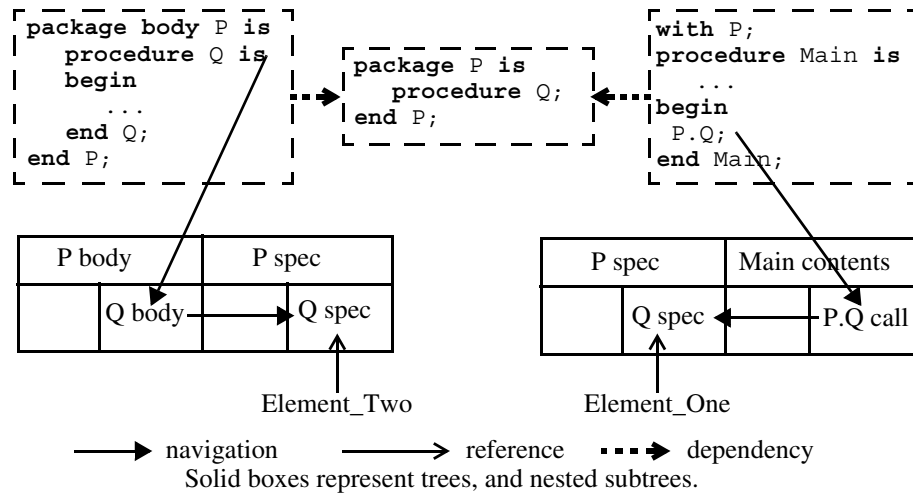 package body P is
procedure Q is
begin
...
end Q;
end P;
package P is
procedure Q;
end P;
with P;
procedure Main is
...
begin
P.Q;
end Main;
P body
P spec
Q body
Q spec
P spec
Main contents
Q spec
P.Q call
Element_Two
Element_One
navigation
reference
dependency
Solid boxes represent trees, and nested subtrees.